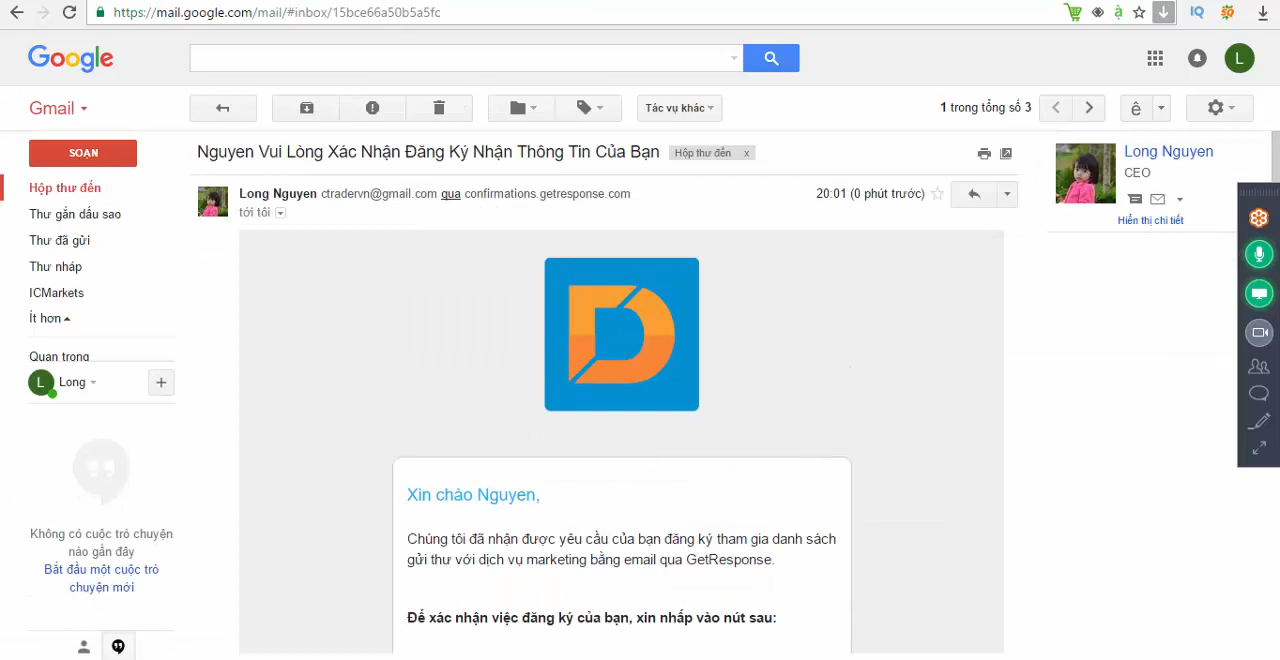 https://mail.google.com/mail/#inbox/15bce66a50b5a5fc
Google
L
Gmail
Tác vụ khác
1 trong tổng số 3
ê
SOẠN
Nguyen Vui Lòng Xác Nhận Đăng Ký Nhận Thông Tin Của Bạn
Hộp thư đến x
Long Nguyen
CEO
Hiển thị chi tiết
Hộp thư đến
Thư gắn dấu sao
Thư đã gửi
Thư nháp
ICMarkets
Ít hơn
Quan trọng
L Long
Long Nguyen ctradervn@gmail.com qua confirmations.getresponse.com
20:01 (0 phút trước)
tới tôi
D
Xin chào Nguyen,
Chúng tôi đã nhận được yêu cầu của bạn đăng ký tham gia danh sách
gửi thư với dịch vụ marketing bằng email qua GetResponse.
Để xác nhận việc đăng ký của bạn, xin nhấp vào nút sau:
Không có cuộc trò chuyện
nào gần đây
Bắt đầu một cuộc trò
chuyện mới